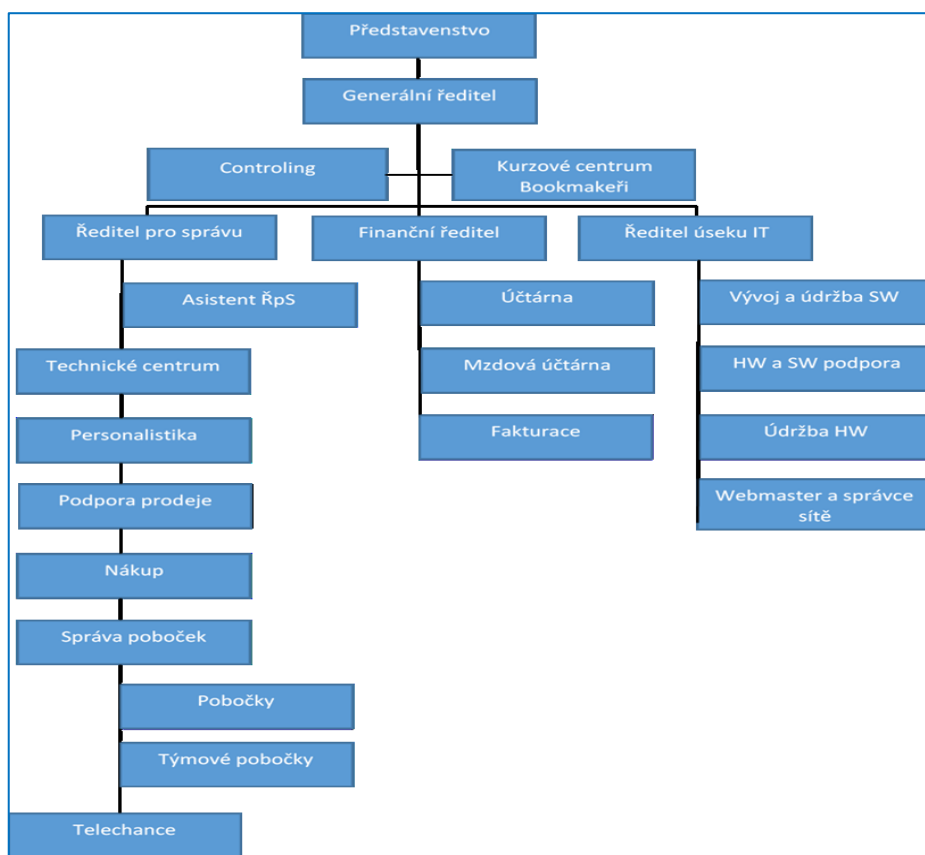 Představenstvo
Generální ředitel
Controling
Kurzové centrum
Bookmakeři
Ředitel pro správu
Finanční ředitel
Ředitel úseku IT
Asistent ŘpS
Účtárna
Vývoj a údržba SW
Technické centrum
Mzdová účtárna
HW a SW podpora
Personalistika
Fakturace
Údržba HW
Podpora prodeje
Webmaster a správce
sítě
Nákup
Správa poboček
Pobočky
Týmové pobočky
Telechance